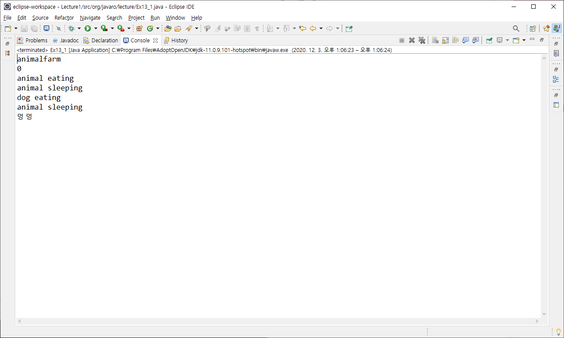 eclipse-workspace - Lecture1/src/org/javaro/lecture/Ex13_1.java - Eclipse IDE
File Edit Source Refactor Navigate Search Project Run Window Help
Problems Javadoc Declaration Console History
<terminated> Ex13_1 [Java Application] C:₩Program Files₩AdoptOpenJDK₩jdk-11.0.9.101-hotspot₩bin₩javaw.exe (2020. 12. 3. 오후 1:06:23 – 오후 1:06:24)
animalfarm
0
animal eating
animal sleeping
dog eating
animal sleeping
멍 멍